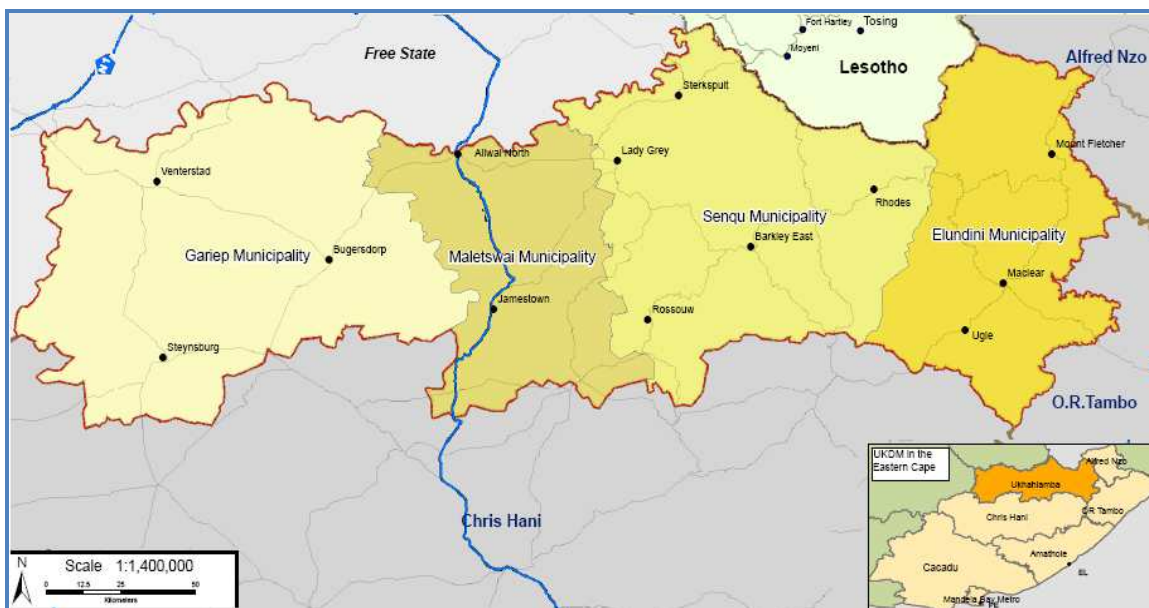 Fort Hartley
Tosing
Moyeni
Free State
Lesotho
Alfred Nzo
Sterkspuit
Mount Fletcher
Aliwal North
Lady Grey
Venterstad
Rhodes
Senqu Municipality
Elundini Municipality
Barkley East
Bugersdorp
Gariep Municipality
Maletswai Municipality
Maclear
Jamestown
Rossouw
Ugie
Steynsburg
O.R.Tambo
Chris Hani
UKDM in the
Eastern Cape
Alfred Nzo
Ukhahlamba
Chris Hani
OR Tambo
Amathole
Cacadu
EL
Mandela Bay Metro
N
Scale 1:1,400,000
0 12.5 25 50
Kilometers